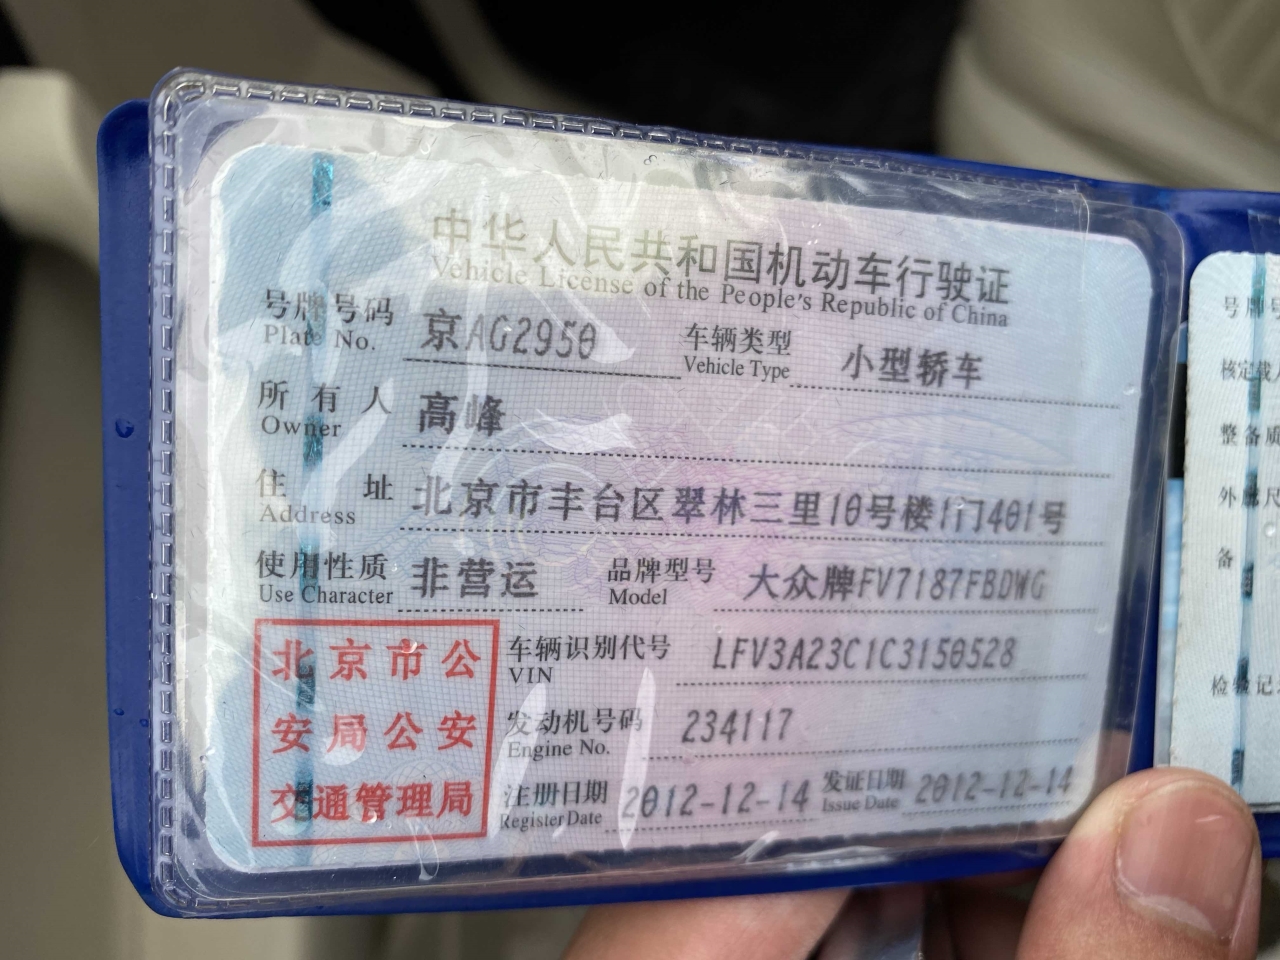 中华人民共和国机动车行驶证
Vehicle License of the People's Republic of China
号牌号码 京AG2950 车辆类型 小型轿车
Plate No. Vehicle Type
所有人 高峰
Owner
住址 北京市丰台区翠林三里10号楼1门401号
Address
使用性质 非营运 品牌型号 大众牌FV7187FBDWG
Use Character Model
北京市公
安局公安
交通管理局
车辆识别代号 LFV3A23C1C3150528
VIN
发动机号码 234117
Engine No.
注册日期 2012-12-14 发证日期 2012-12-14
Register Date Issue Date
号牌号
核定载人
整备质
外廓尺
备
检验记